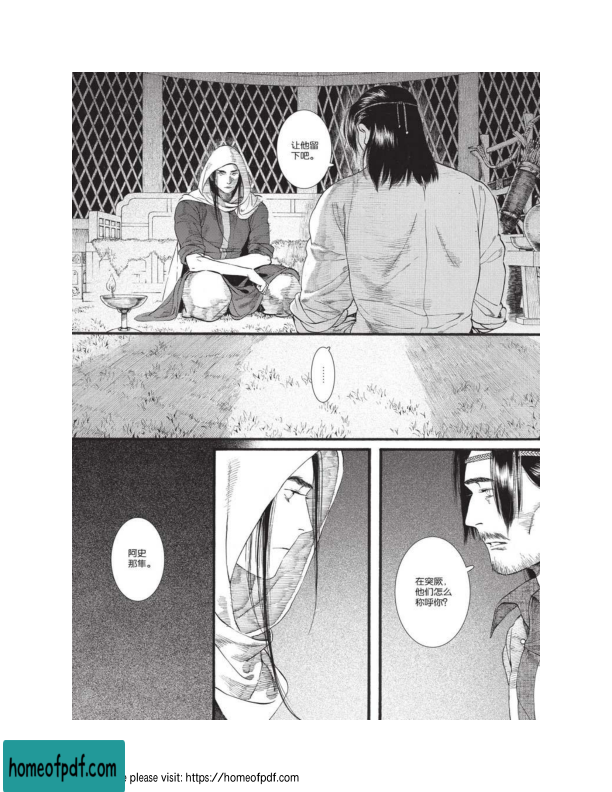 让他留
下吧。
……
在突厥,
他们怎么
称呼你?
阿史
那隼。
homeofpdf.com
e please visit: https://homeofpdf.com